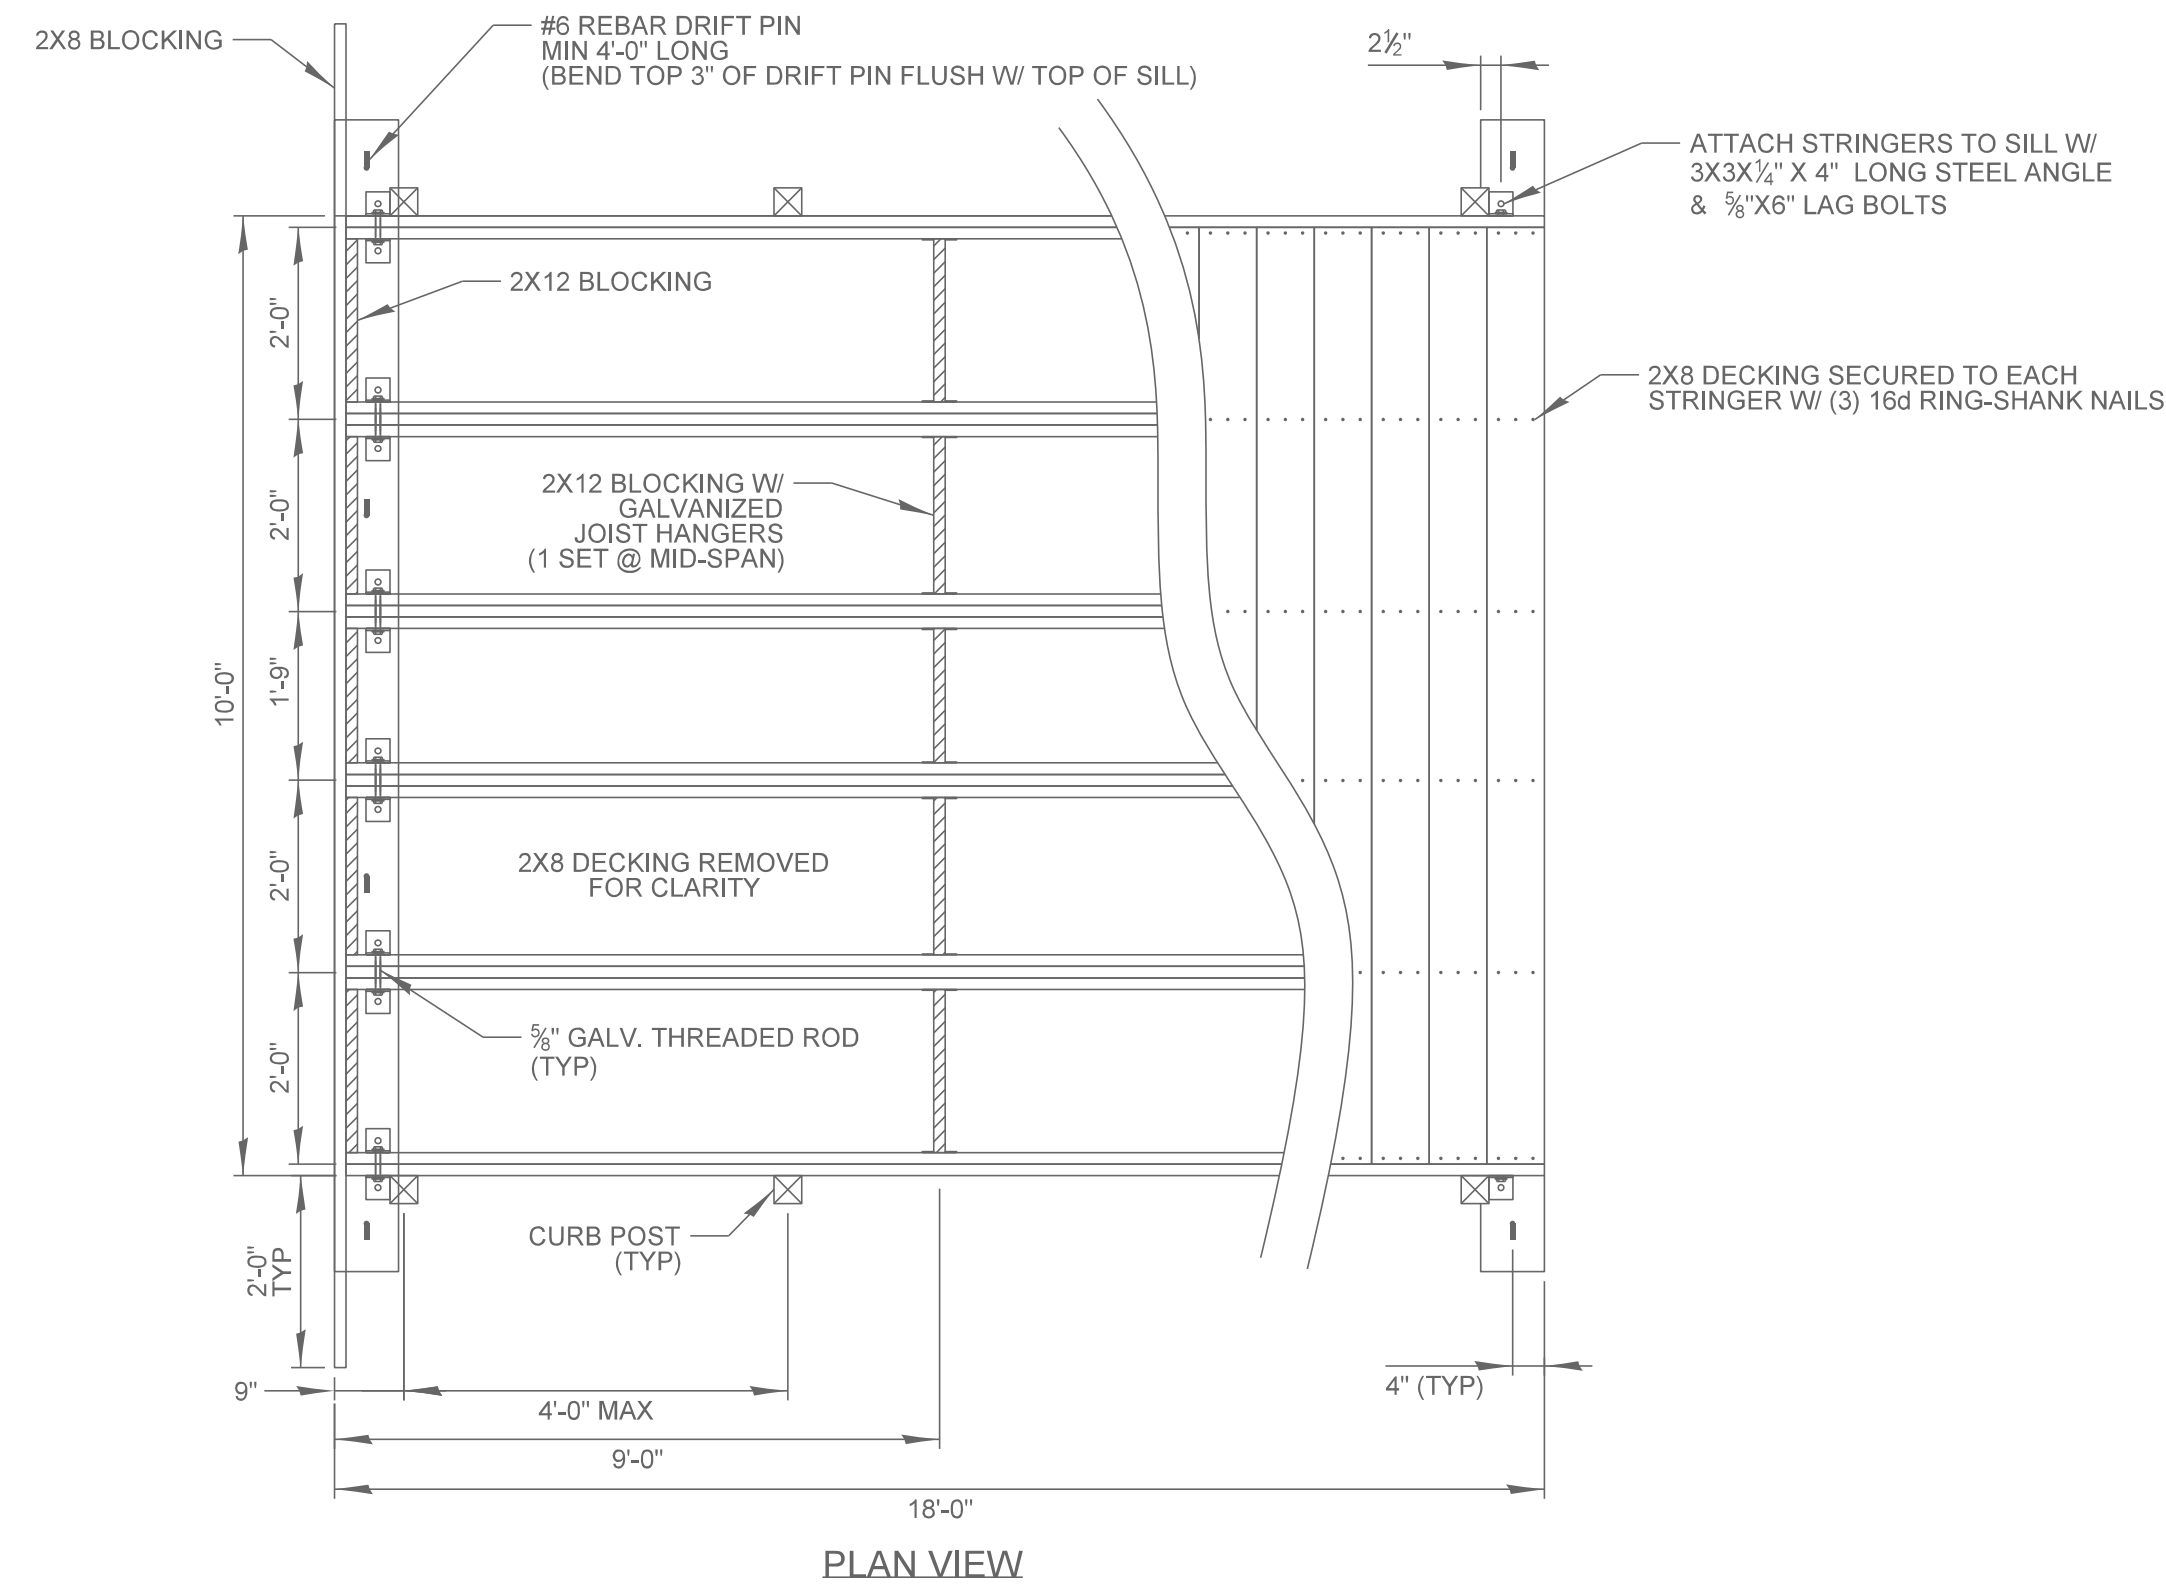 2X8 BLOCKING
#6 REBAR DRIFT PIN
MIN 4'-0" LONG
(BEND TOP 3" OF DRIFT PIN FLUSH W/ TOP OF SILL)
2½"
ATTACH STRINGERS TO SILL W/
3X3X¼" X 4" LONG STEEL ANGLE
& ⅝"X6" LAG BOLTS
2X12 BLOCKING
2'-0"
2X8 DECKING SECURED TO EACH
STRINGER W/ (3) 16d RING-SHANK NAILS
2X12 BLOCKING W/
GALVANIZED
JOIST HANGERS
(1 SET @ MID-SPAN)
2'-0"
10'-0"
1'-9"
2X8 DECKING REMOVED
FOR CLARITY
2'-0"
⅝" GALV. THREADED ROD
(TYP)
2'-0"
CURB POST
(TYP)
2'-0"
TYP
9"
4'-0" MAX
4" (TYP)
9'-0"
18'-0"
PLAN VIEW